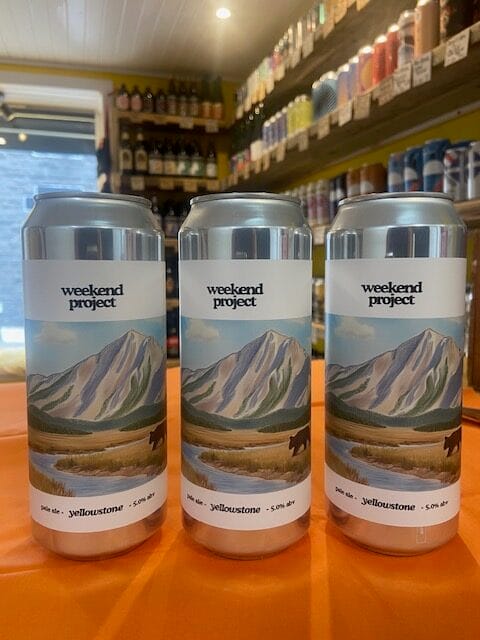 weekend
project
pale ale - yellowstone - 5.0% abv
weekend
project
pale ale - yellowstone - 5.0% abv
weekend
project
pale ale - yellowstone - 5.0% abv